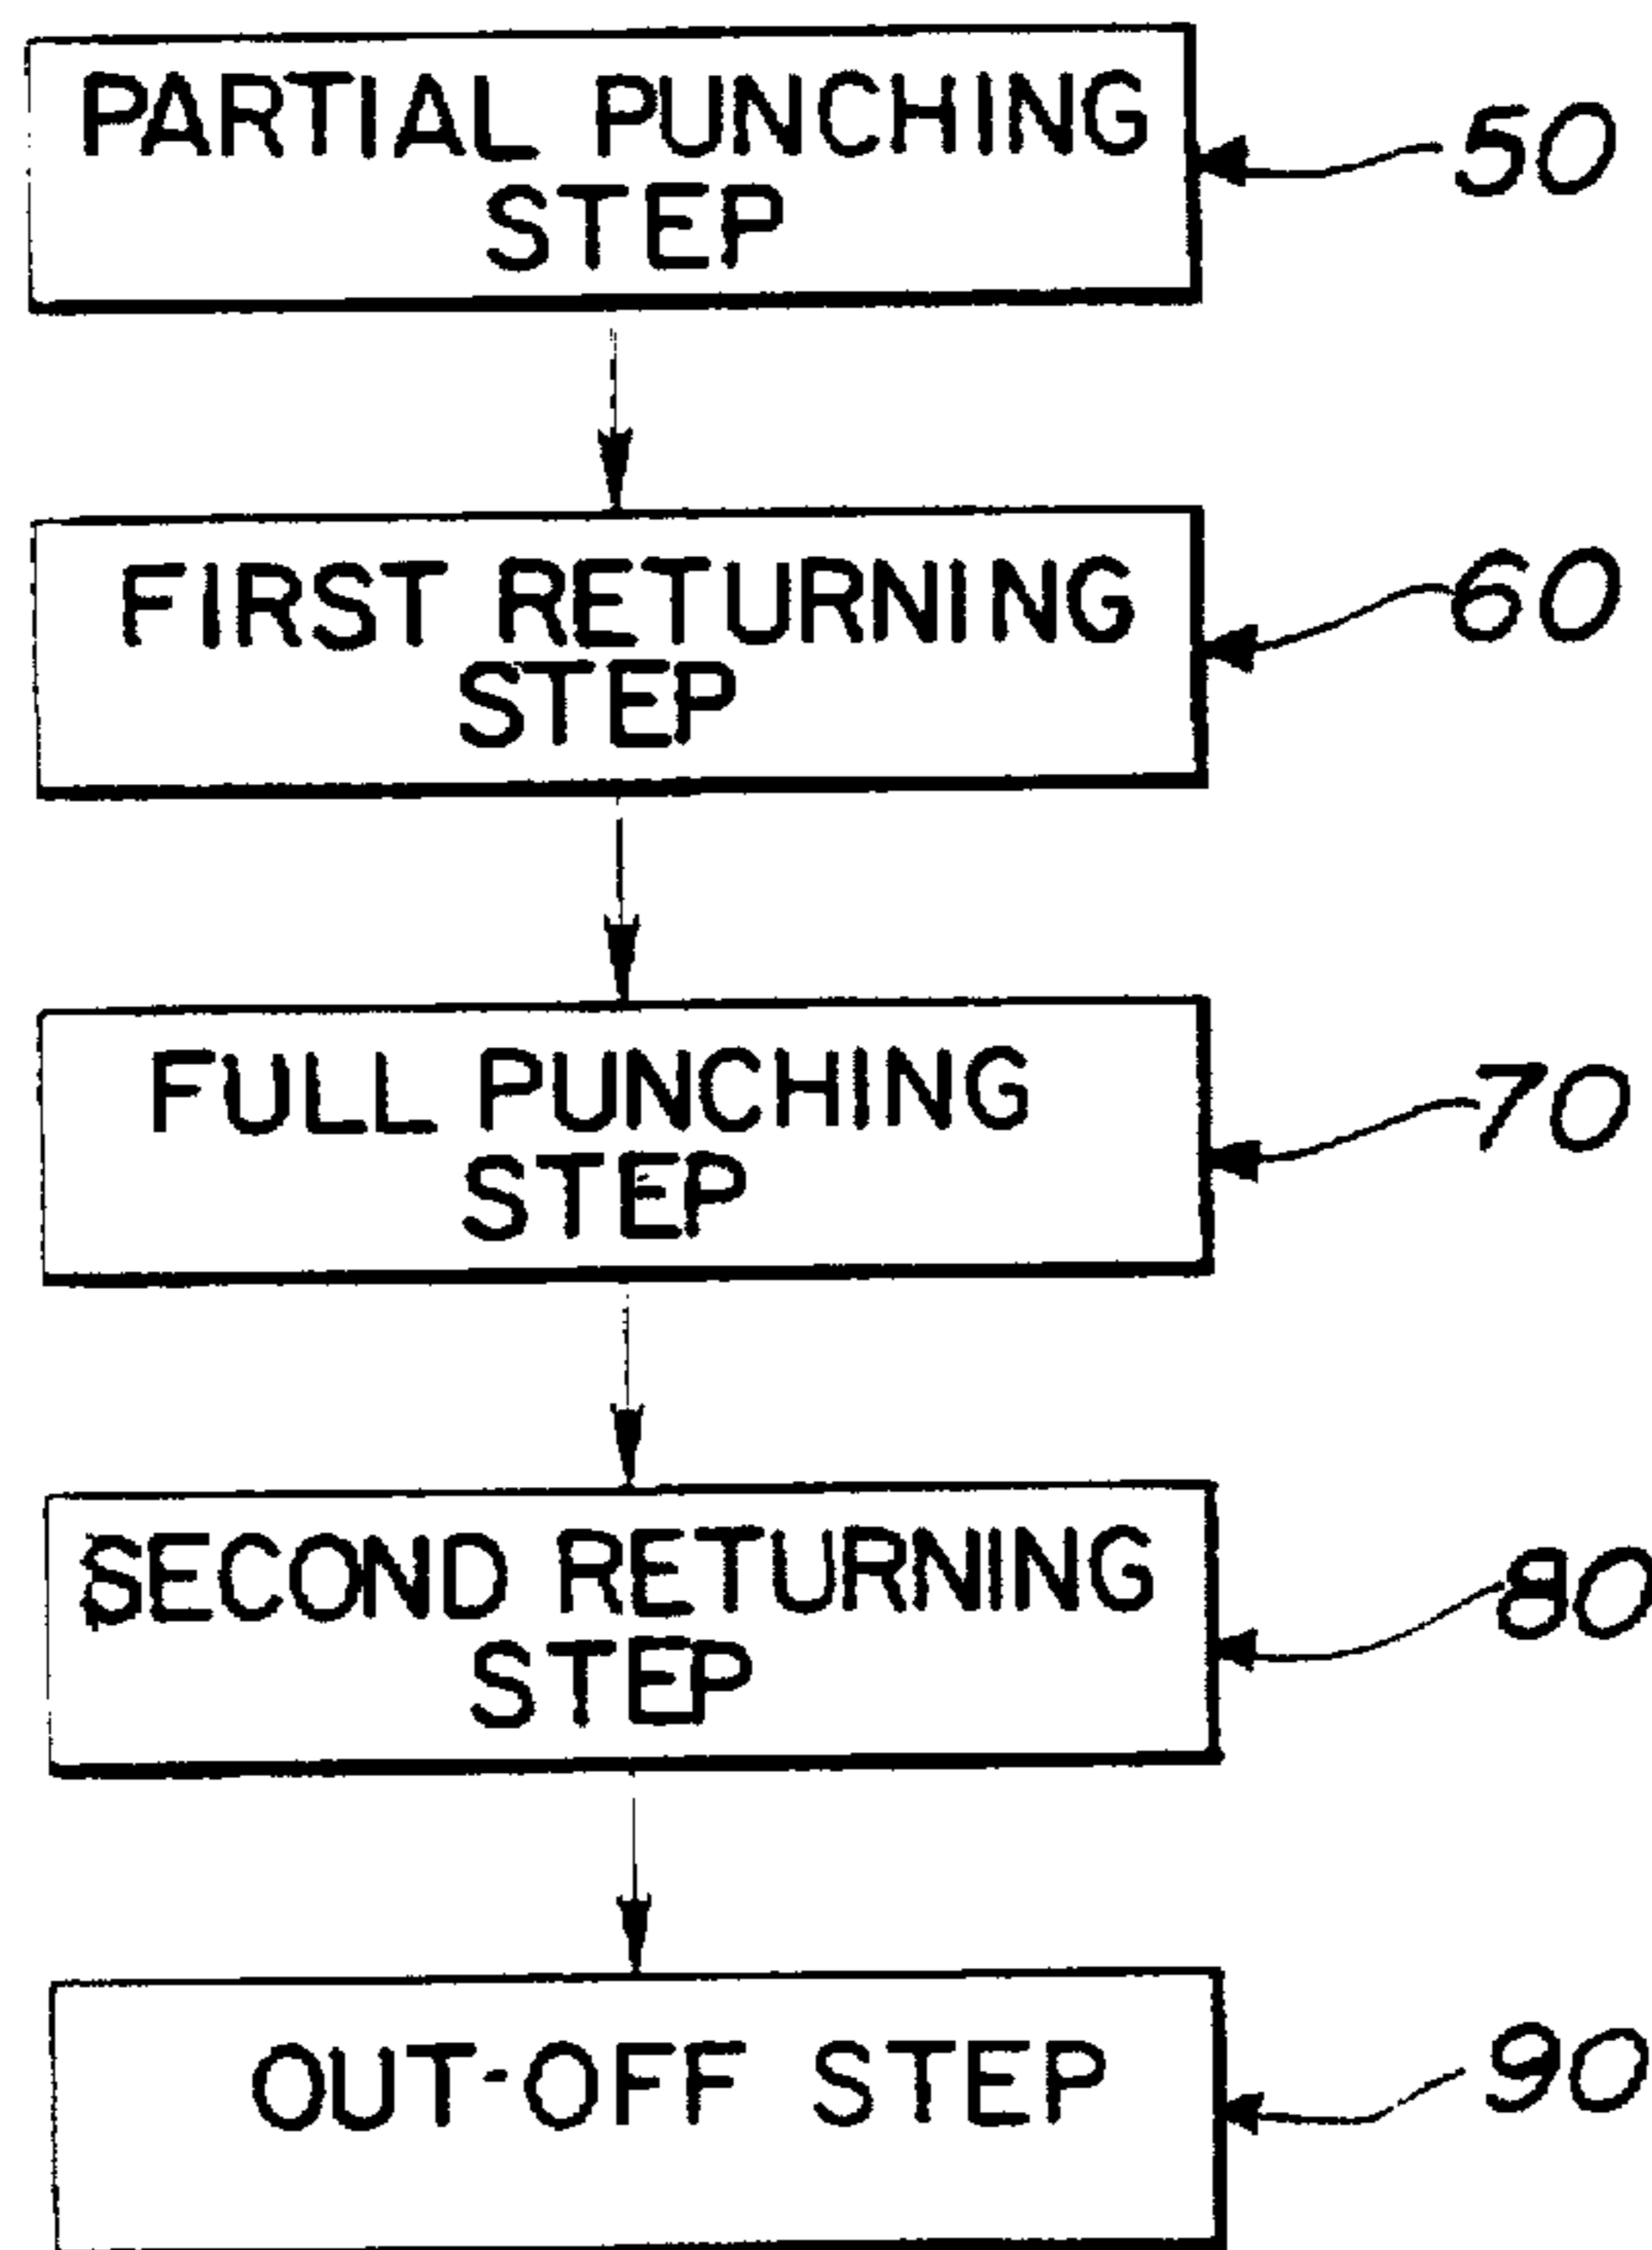 PARTIAL PUNCHING
STEP
50
FIRST RETURNING
STEP
60
FULL PUNCHING
STEP
70
SECOND RETURNING
STEP
80
OUT-OFF STEP
90